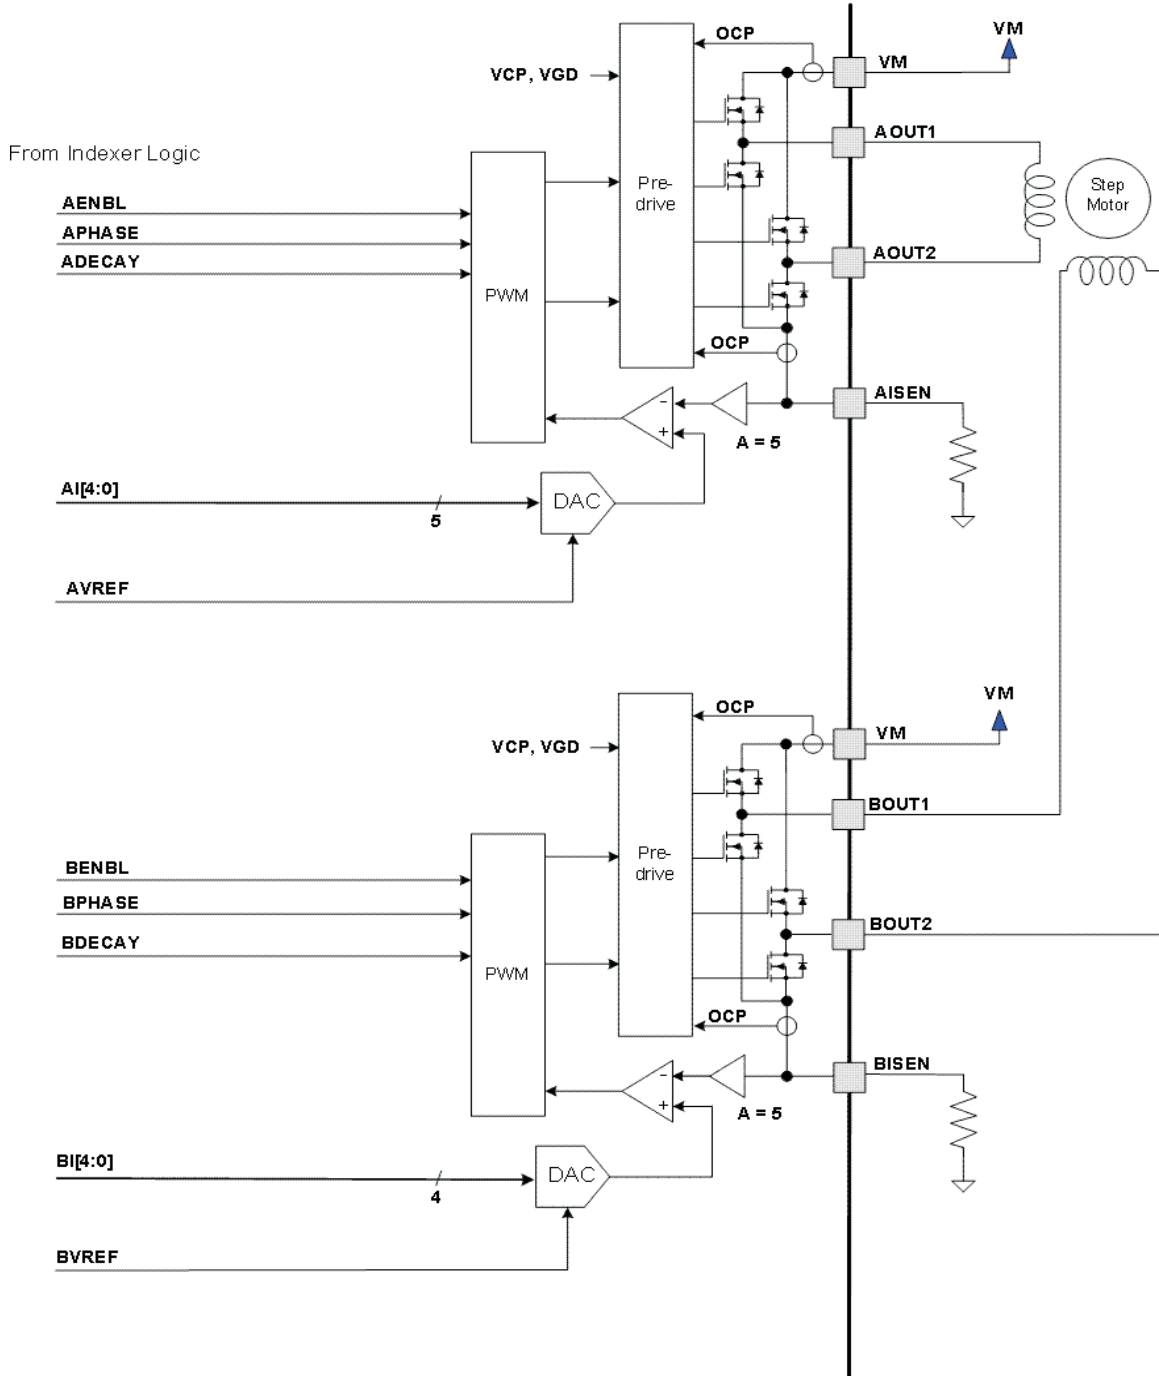 OCP
VM
VCP, VGD
VM
AOUT1
From Indexer Logic
Pre-
drive
Step
Motor
AENBL
APHASE
ADECAY
AOUT2
PWM
OCP
AISEN
-
+
A = 5
AI[4:0]
5
DAC
AVREF
OCP
VM
VCP, VGD
VM
BOUT1
Pre-
drive
BENBL
BPHASE
BDECAY
BOUT2
PWM
OCP
BISEN
-
+
A = 5
BI[4:0]
4
DAC
BVREF